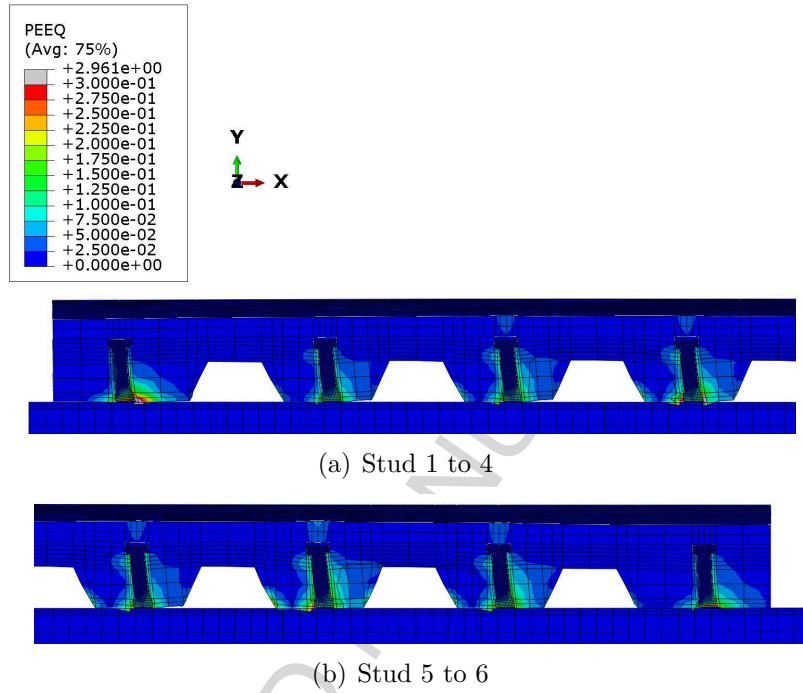 PEEQ
(Avg: 75%)
+2.961e+00
+3.000e-01
+2.750e-01
+2.500e-01
+2.250e-01
+2.000e-01
+1.750e-01
+1.500e-01
+1.250e-01
+1.000e-01
+7.500e-02
+5.000e-02
+2.500e-02
+0.000e+00
Y
Z X
(a) Stud 1 to 4
(b) Stud 5 to 6